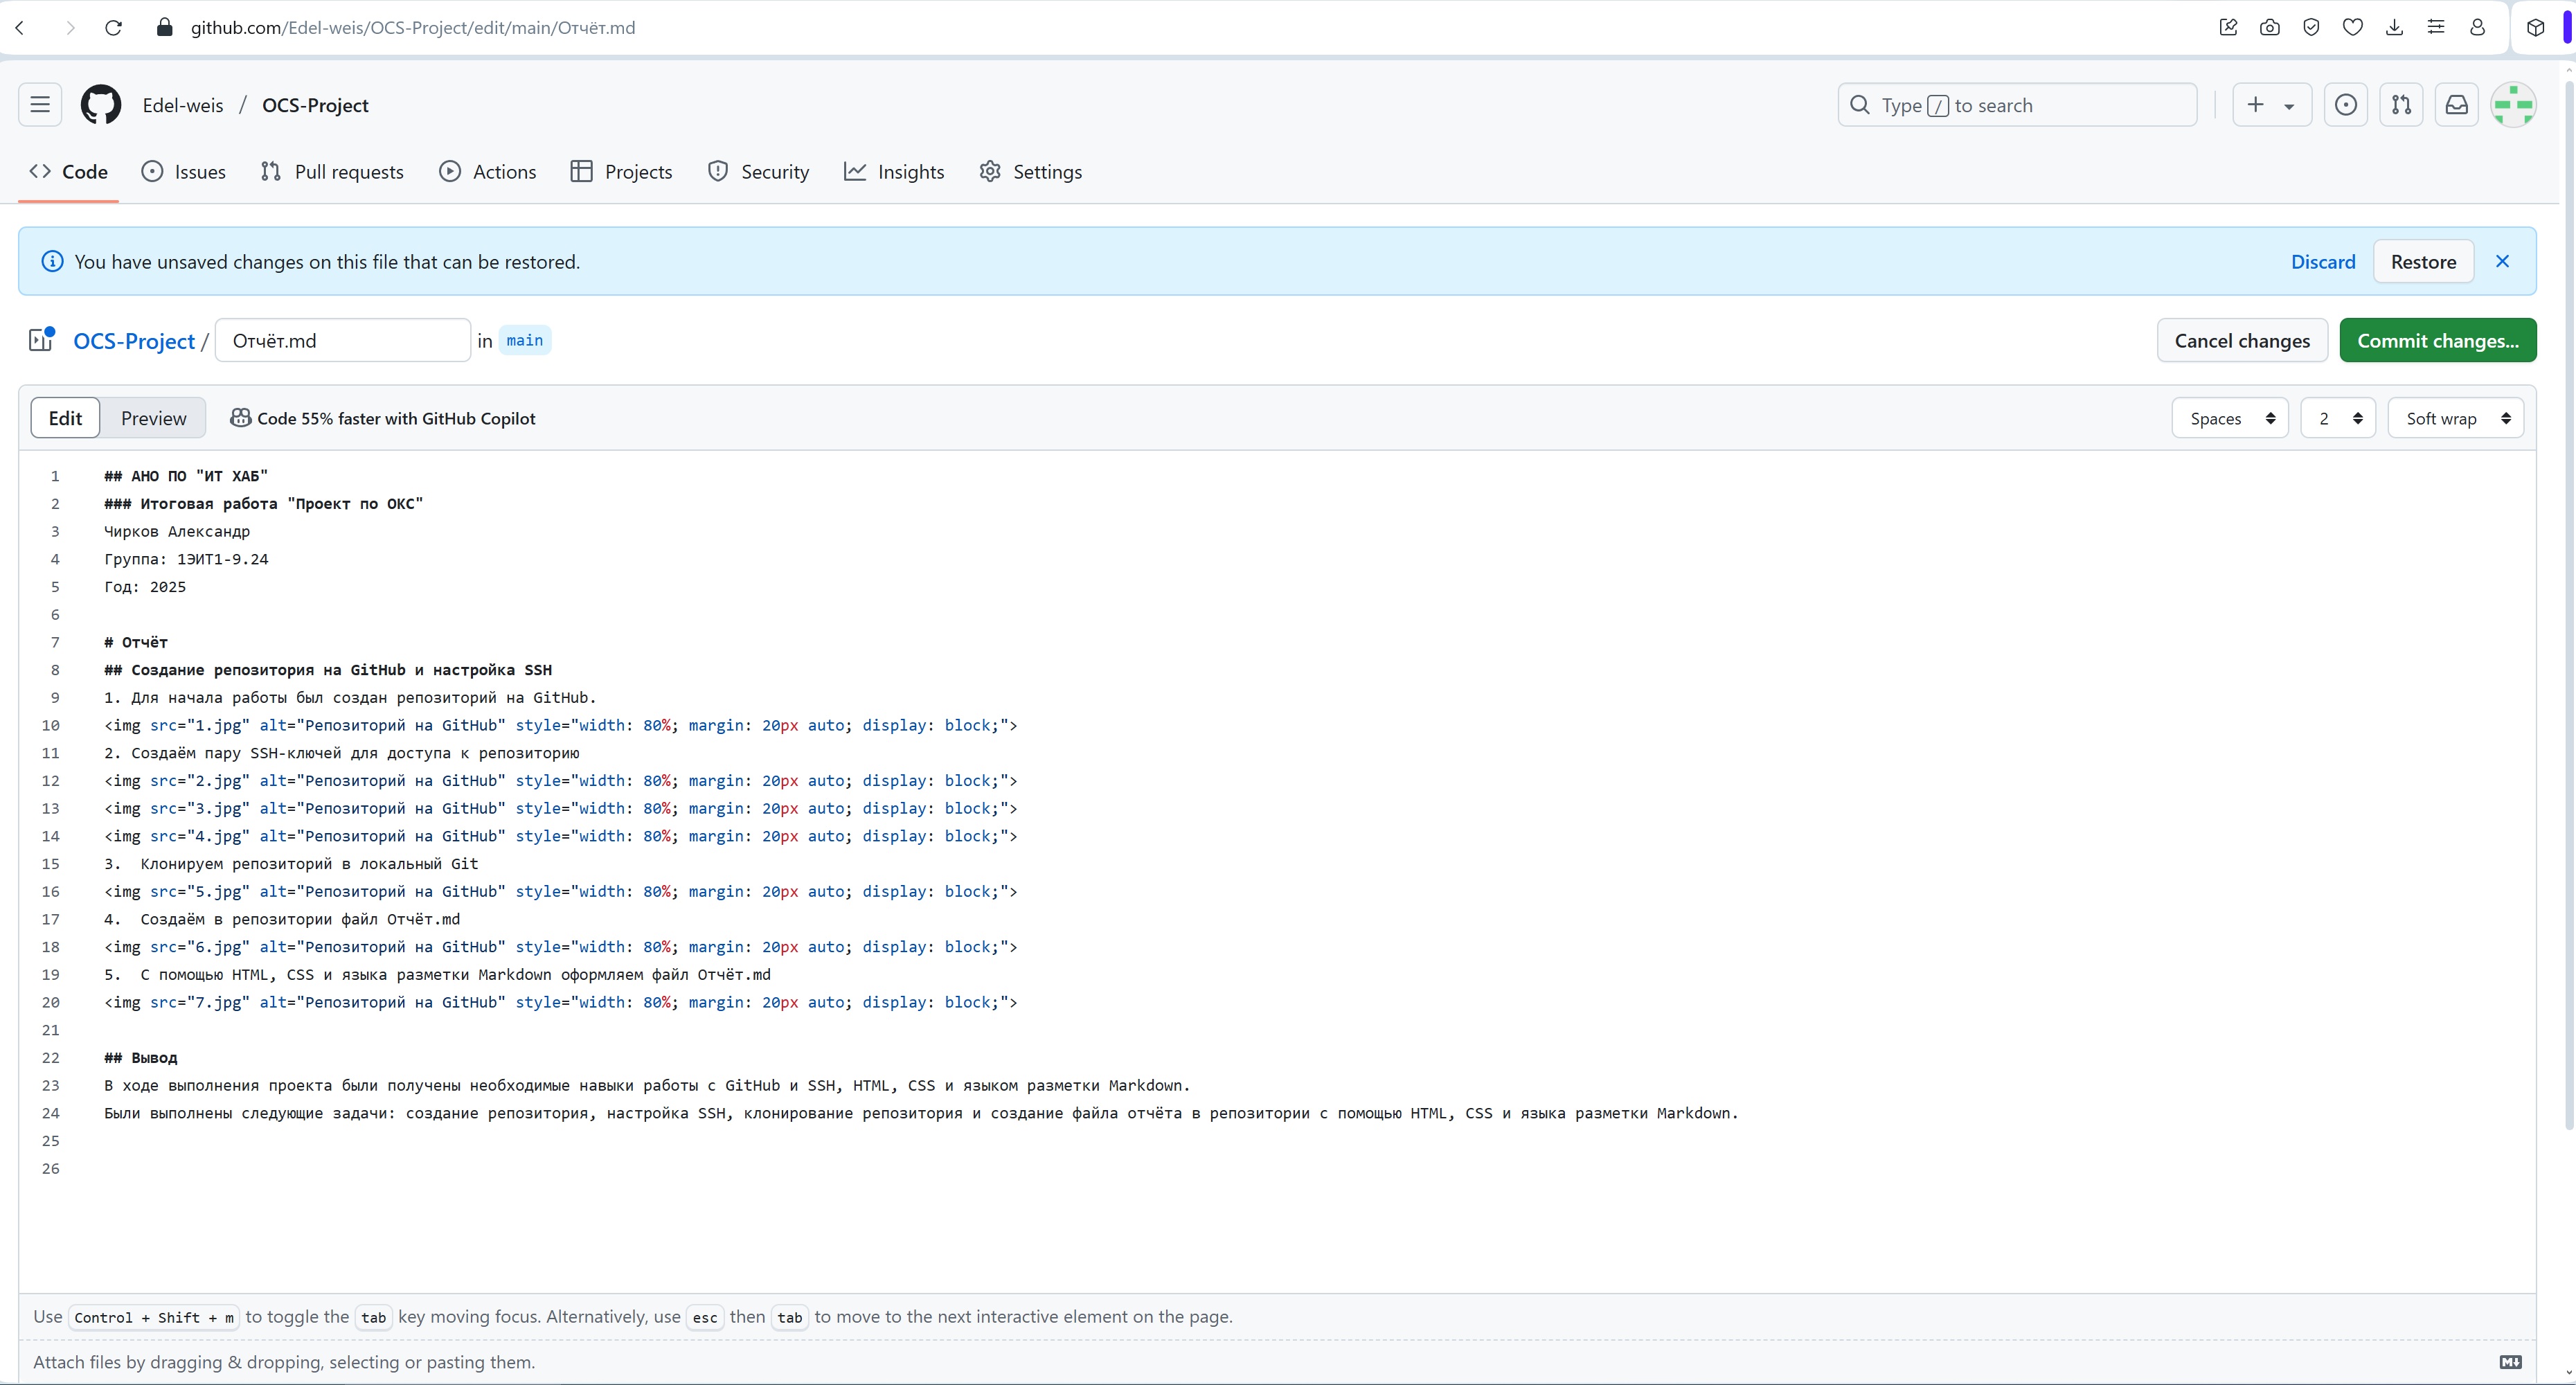 github.com/Edel-weis/OCS-Project/edit/main/Отчёт.md
Edel-weis / OCS-Project
Type / to search
Code Issues Pull requests Actions Projects Security Insights Settings
You have unsaved changes on this file that can be restored. Discard Restore
OCS-Project / Отчёт.md in main Cancel changes Commit changes...
Edit Preview Code 55% faster with GitHub Copilot Spaces 2 Soft wrap
1 ## АНО ПО "ИТ ХАБ"
2 ### Итоговая работа "Проект по ОКС"
3 Чирков Александр
4 Группа: 1ЭИТ1-9.24
5 Год: 2025
6
7 # Отчёт
8 ## Создание репозитория на GitHub и настройка SSH
9 1. Для начала работы был создан репозиторий на GitHub.
10 <img src="1.jpg" alt="Репозиторий на GitHub" style="width: 80%; margin: 20px auto; display: block;">
11 2. Создаём пару SSH-ключей для доступа к репозиторию
12 <img src="2.jpg" alt="Репозиторий на GitHub" style="width: 80%; margin: 20px auto; display: block;">
13 <img src="3.jpg" alt="Репозиторий на GitHub" style="width: 80%; margin: 20px auto; display: block;">
14 <img src="4.jpg" alt="Репозиторий на GitHub" style="width: 80%; margin: 20px auto; display: block;">
15 3.  Клонируем репозиторий в локальный Git
16 <img src="5.jpg" alt="Репозиторий на GitHub" style="width: 80%; margin: 20px auto; display: block;">
17 4.  Создаём в репозитории файл Отчёт.md
18 <img src="6.jpg" alt="Репозиторий на GitHub" style="width: 80%; margin: 20px auto; display: block;">
19 5.  С помощью HTML, CSS и языка разметки Markdown оформляем файл Отчёт.md
20 <img src="7.jpg" alt="Репозиторий на GitHub" style="width: 80%; margin: 20px auto; display: block;">
21
22 ## Вывод
23 В ходе выполнения проекта были получены необходимые навыки работы с GitHub и SSH, HTML, CSS и языком разметки Markdown.
24 Были выполнены следующие задачи: создание репозитория, настройка SSH, клонирование репозитория и создание файла отчёта в репозитории с помощью HTML, CSS и языка разметки Markdown.
25
26
Use Control + Shift + m to toggle the tab key moving focus. Alternatively, use esc then tab to move to the next interactive element on the page.
Attach files by dragging & dropping, selecting or pasting them.